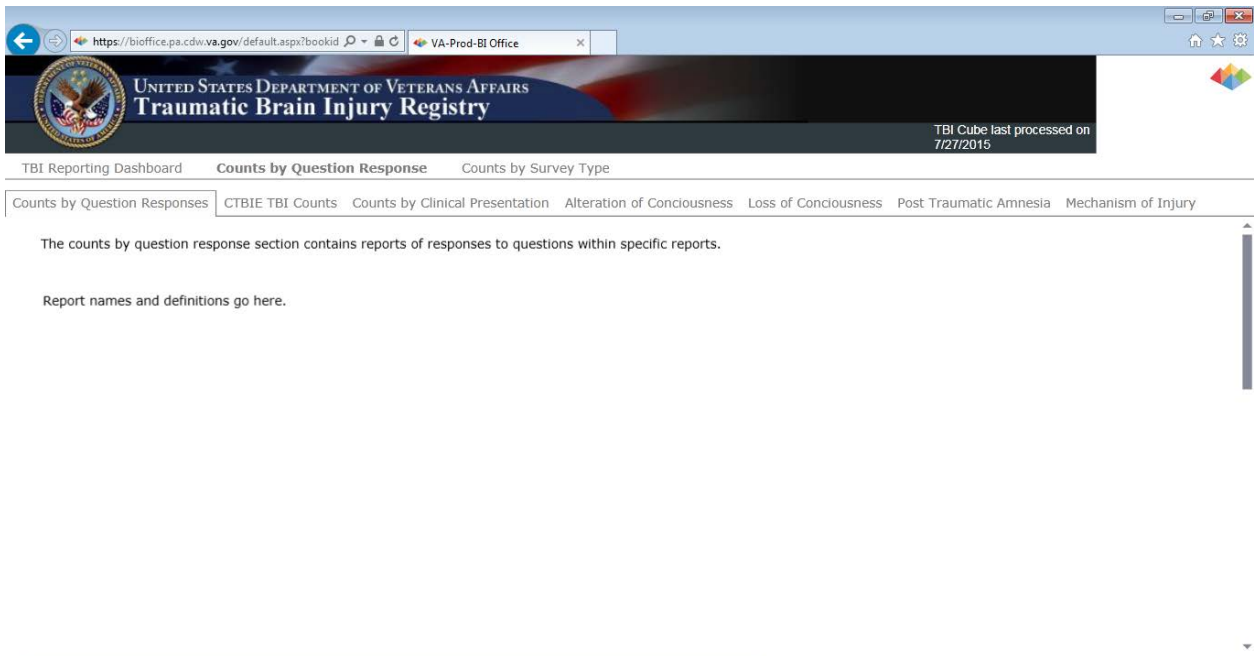 https://bioffice.pa.cdw.va.gov/default.aspx?bookid
VA-Prod-BI Office
UNITED STATES DEPARTMENT OF VETERANS AFFAIRS
Traumatic Brain Injury Registry
TBI Cube last processed on
7/27/2015
TBI Reporting Dashboard Counts by Question Response Counts by Survey Type
Counts by Question Responses CTBIE TBI Counts Counts by Clinical Presentation Alteration of Conciousness Loss of Conciousness Post Traumatic Amnesia Mechanism of Injury
The counts by question response section contains reports of responses to questions within specific reports.
Report names and definitions go here.